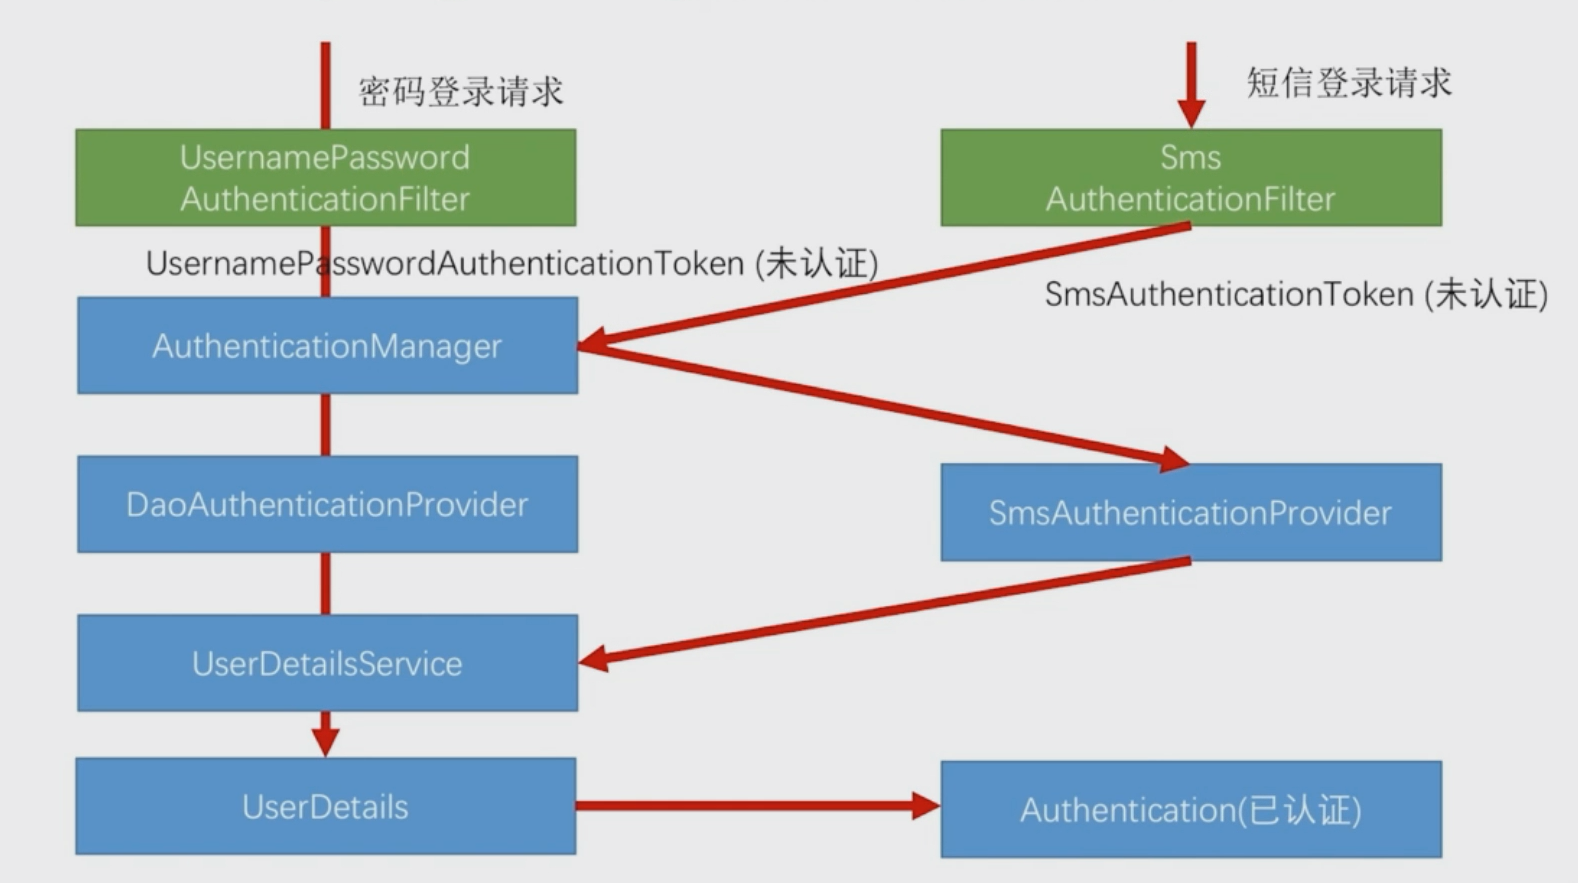 密码登录请求
短信登录请求
UsernamePassword
AuthenticationFilter
Sms
AuthenticationFilter
UsernamePasswordAuthenticationToken (未认证)
SmsAuthenticationToken (未认证)
AuthenticationManager
DaoAuthenticationProvider
SmsAuthenticationProvider
UserDetailsService
UserDetails
Authentication(已认证)